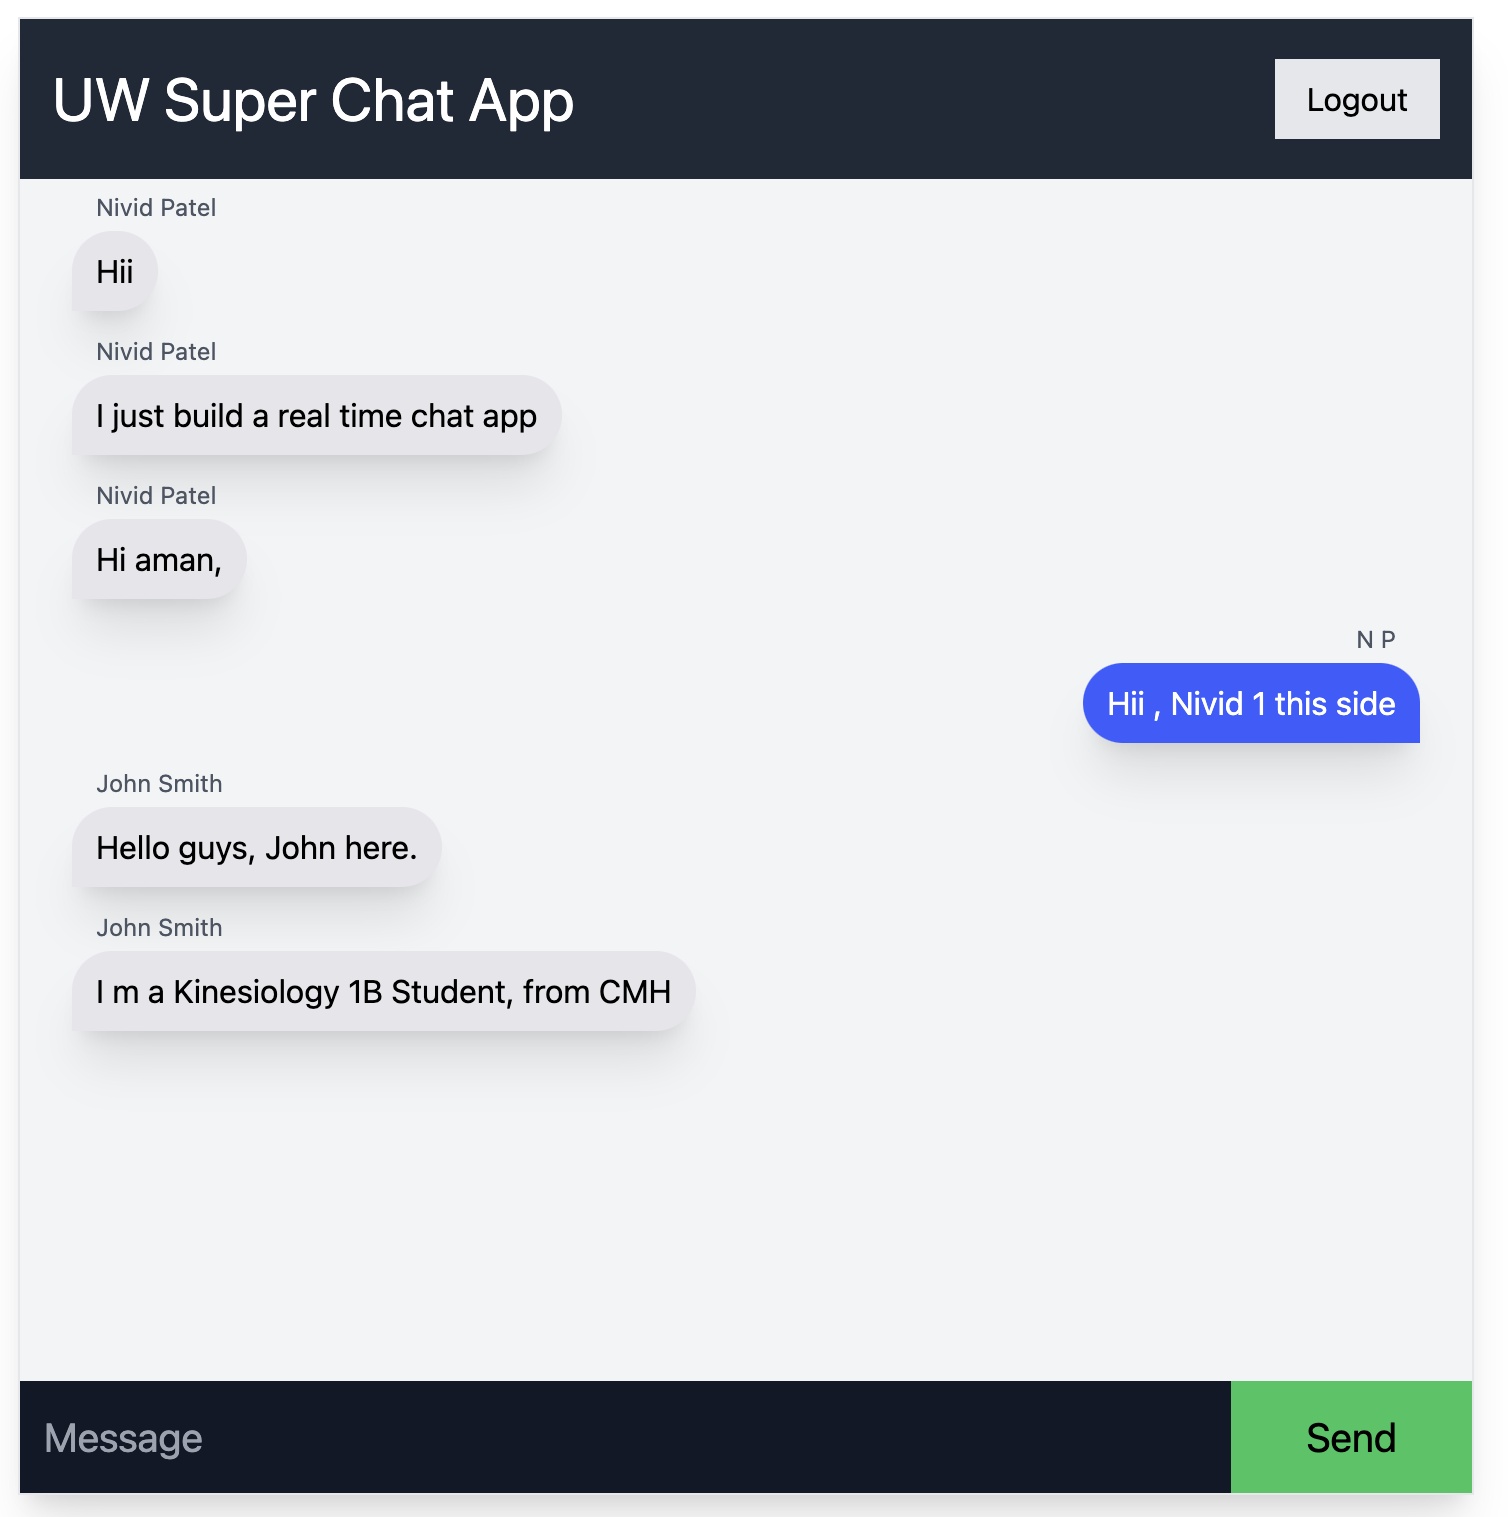 UW Super Chat App
Logout
Nivid Patel
Hii
Nivid Patel
I just build a real time chat app
Nivid Patel
Hi aman,
N P
Hii , Nivid 1 this side
John Smith
Hello guys, John here.
John Smith
I m a Kinesiology 1B Student, from CMH
Message
Send